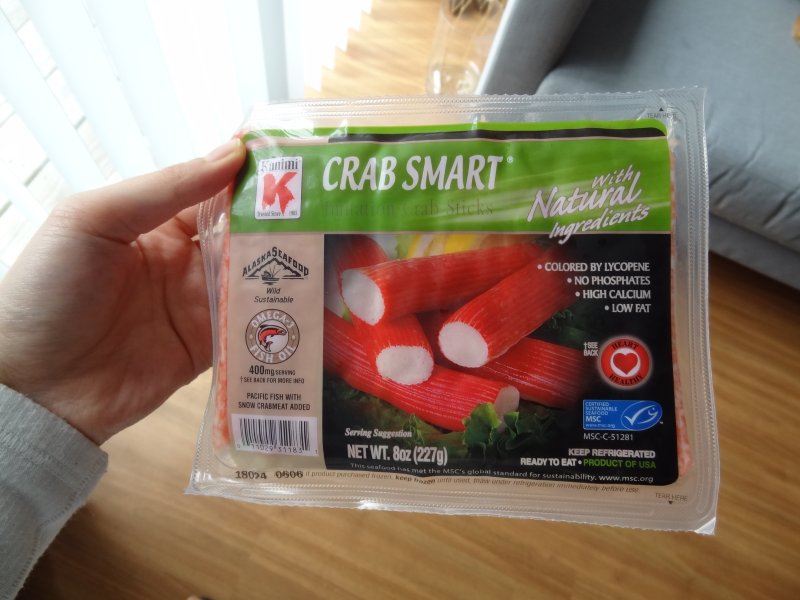 Kanimi
K
CRAB SMART®
Imitation Crab Sticks
With
Natural
Ingredients
ALASKA SEAFOOD
Wild
Sustainable
OMEGA-3
FISH OIL
400mg/SERVING
†SEE BACK FOR MORE INFO
PACIFIC FISH WITH
SNOW CRABMEAT ADDED
• COLORED BY LYCOPENE
• NO PHOSPHATES
• HIGH CALCIUM
• LOW FAT
†SEE
BACK
HEART
HEALTHY
CERTIFIED
SUSTAINABLE
SEAFOOD
MSC
www.msc.org
MSC-C-51281
Serving Suggestion
NET WT. 8oz (227g)
KEEP REFRIGERATED
READY TO EAT • PRODUCT OF USA
This seafood has met the MSC's global standard for sustainability. www.msc.org
If product purchased frozen, keep frozen until used, thaw under refrigeration immediately before use.
TEAR HERE
TEAR HERE